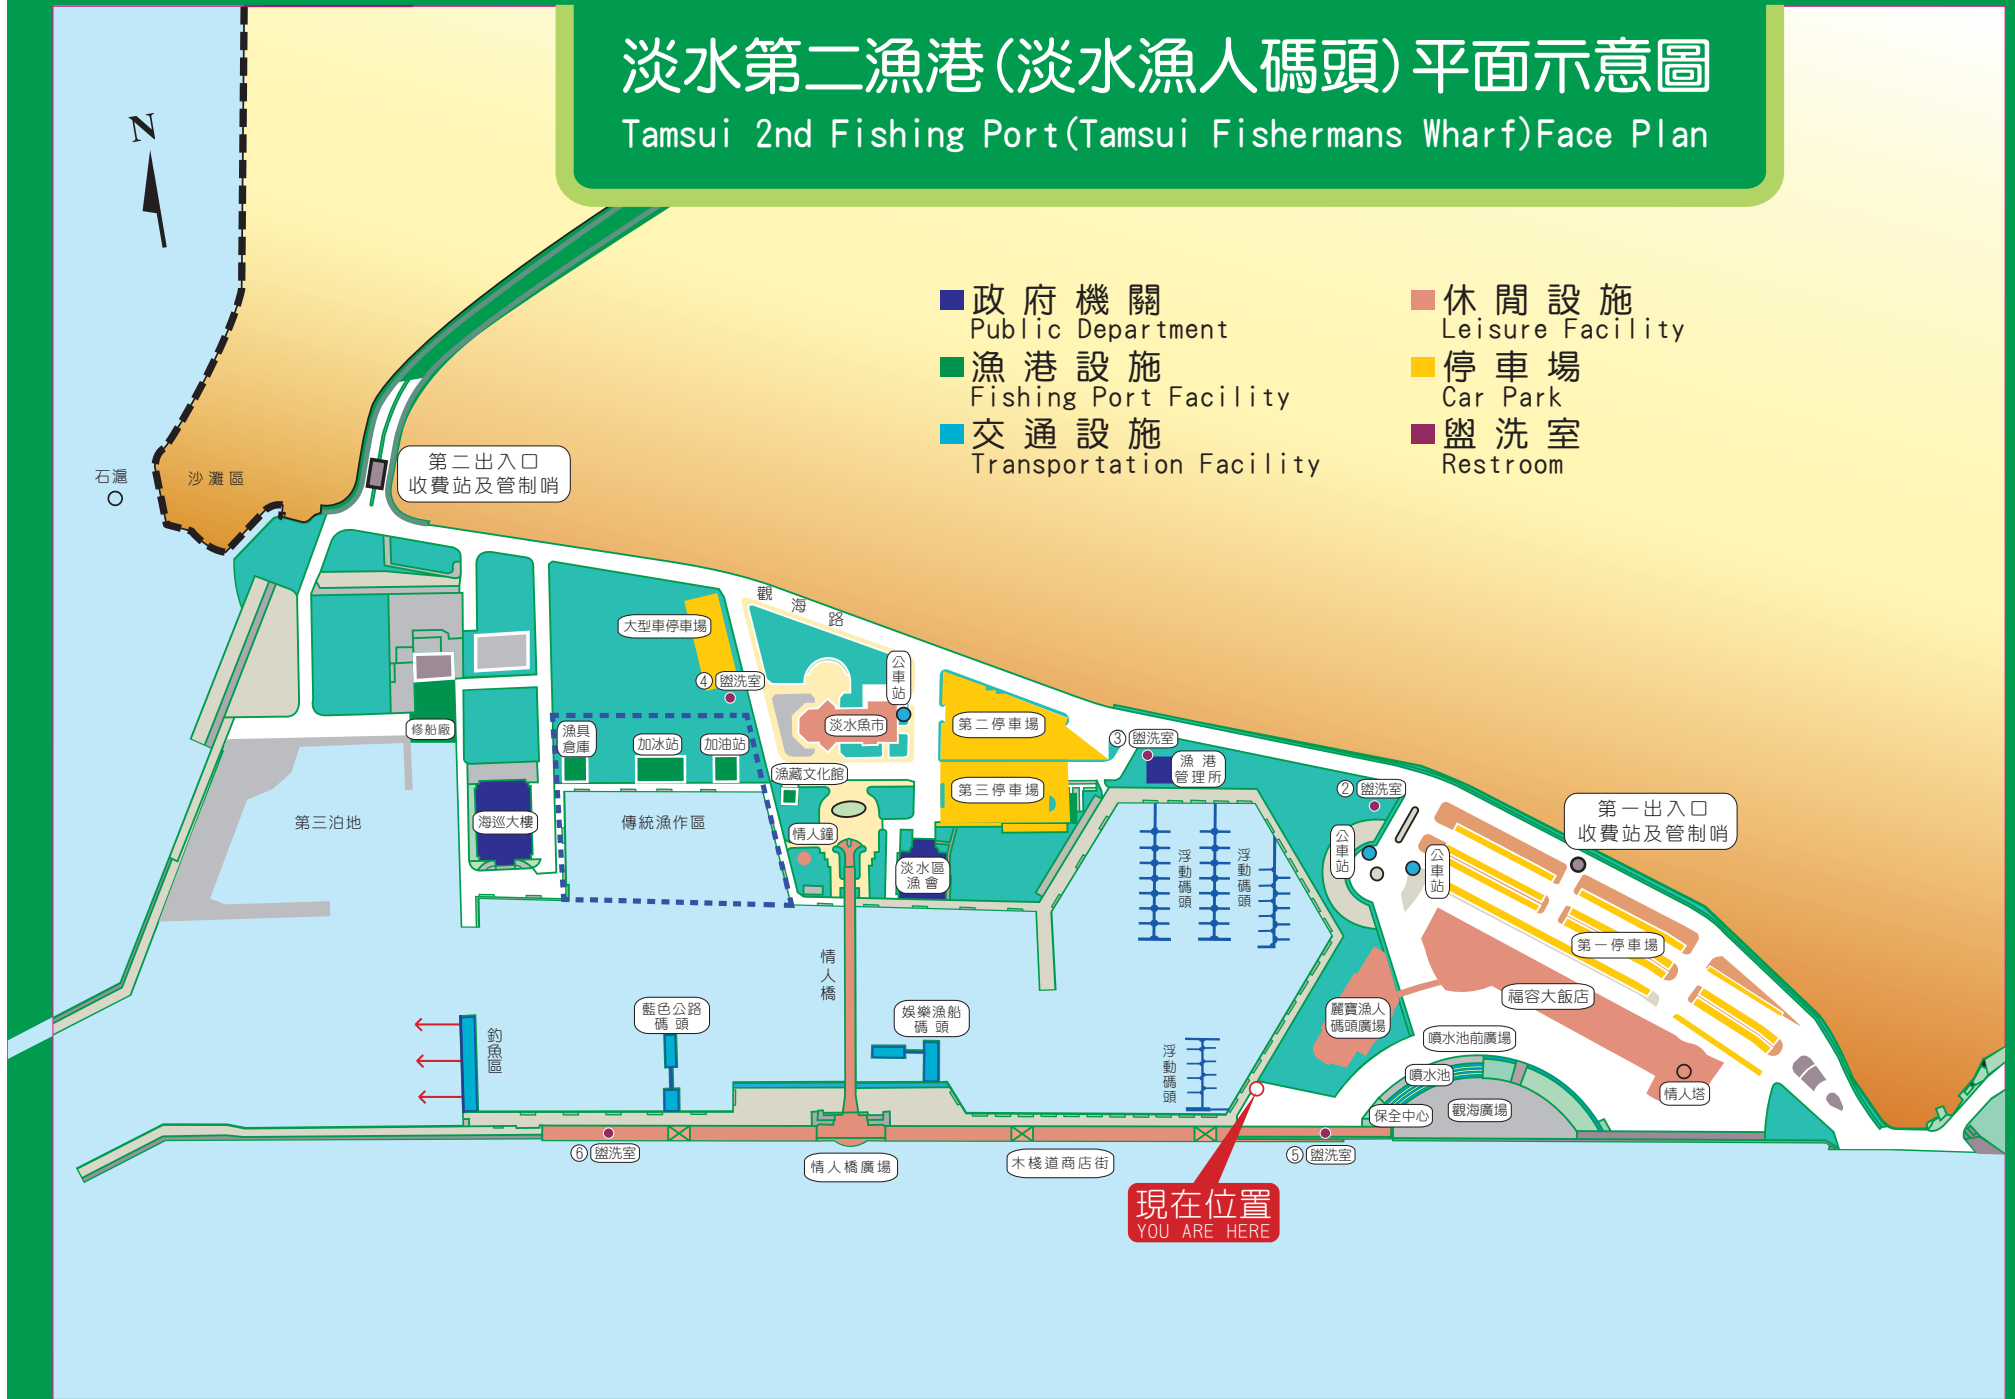 淡水第二漁港(淡水漁人碼頭)平面示意圖
Tamsui 2nd Fishing Port(Tamsui Fishermans Wharf)Face Plan
N
政府機關
Public Department
漁港設施
Fishing Port Facility
交通設施
Transportation Facility
休閒設施
Leisure Facility
停車場
Car Park
盥洗室
Restroom
石滬
沙灘區
第二出入口
收費站及管制哨
觀海路
大型車停車場
④盥洗室
公車站
淡水魚市
第二停車場
③盥洗室
漁港
管理所
修船廠
漁具
倉庫
加冰站
加油站
漁藏文化館
第三停車場
②盥洗室
第一出入口
收費站及管制哨
第三泊地
海巡大樓
傳統漁作區
情人鐘
淡水區
漁會
浮動碼頭
浮動碼頭
公車站
公車站
第一停車場
情人橋
福容大飯店
藍色公路
碼頭
娛樂漁船
碼頭
麗寶漁人
碼頭廣場
釣魚區
浮動碼頭
噴水池前廣場
噴水池
情人塔
保全中心
觀海廣場
⑥盥洗室
情人橋廣場
木棧道商店街
⑤盥洗室
現在位置
YOU ARE HERE